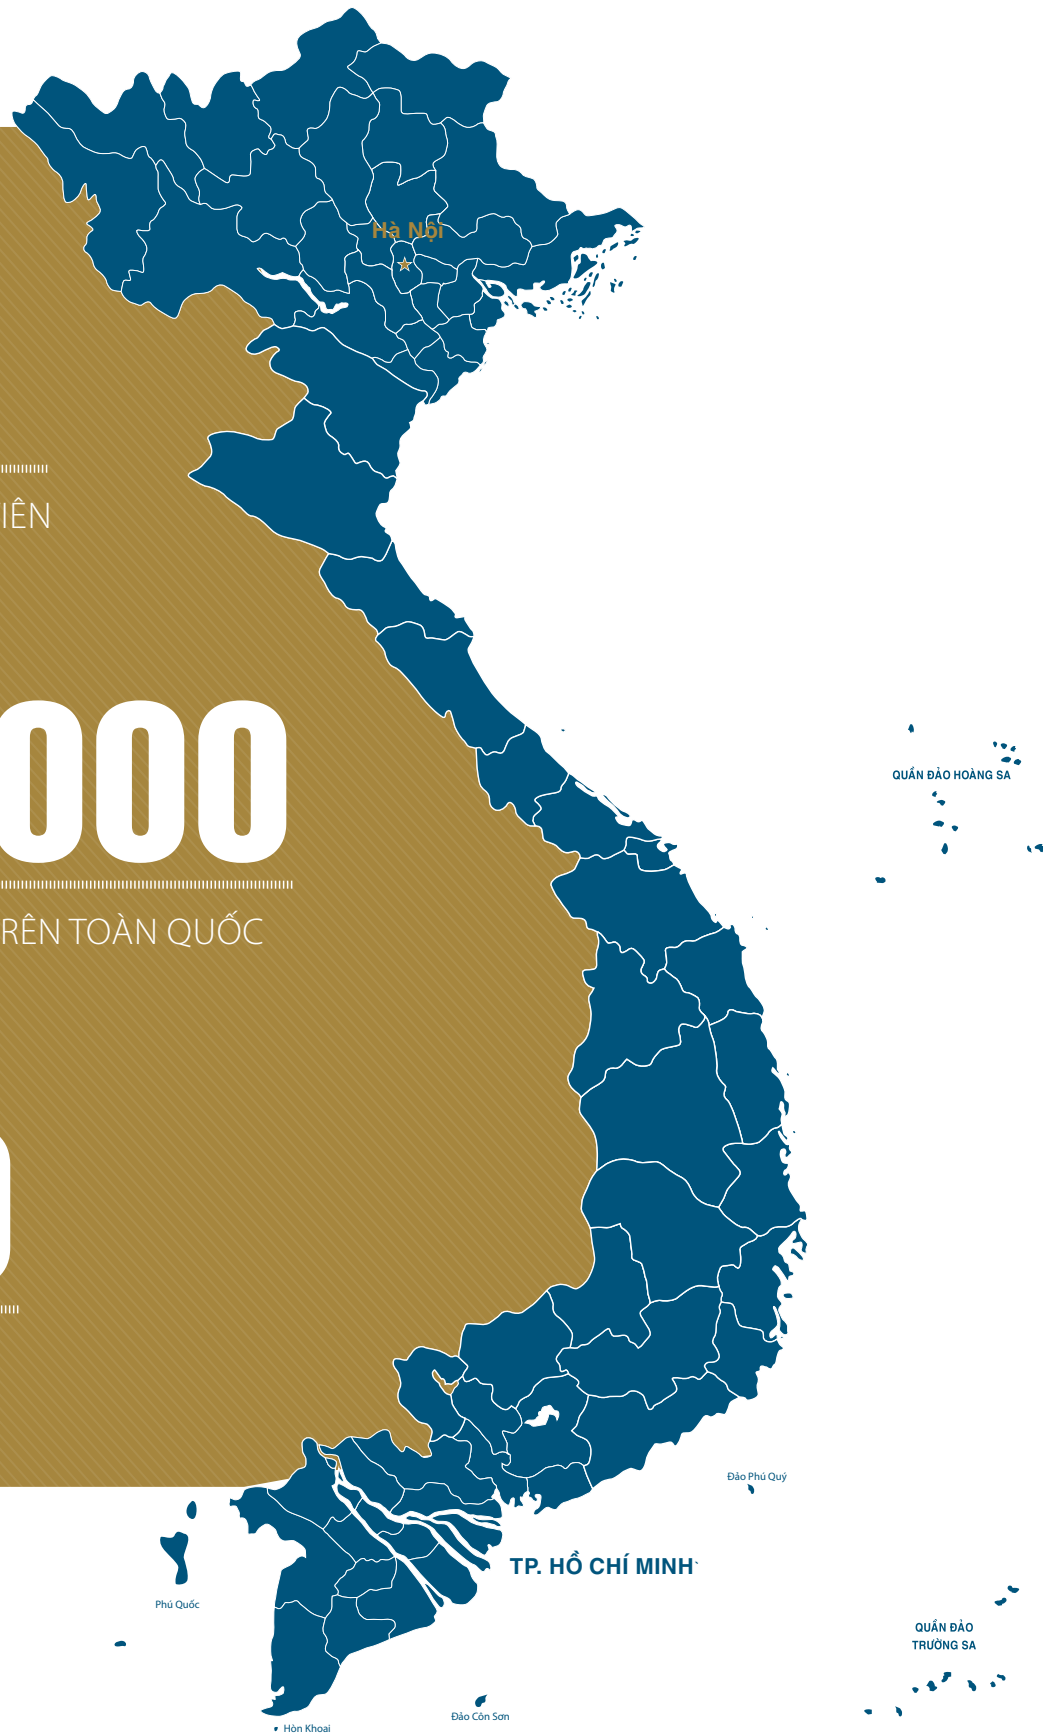 Hà Nội
IÊN
000
QUẦN ĐẢO HOÀNG SA
RÊN TOÀN QUỐC
Đảo Phú Quý
TP. HỒ CHÍ MINH
Phú Quốc
QUẦN ĐẢO
TRƯỜNG SA
Đảo Côn Sơn
Hòn Khoai